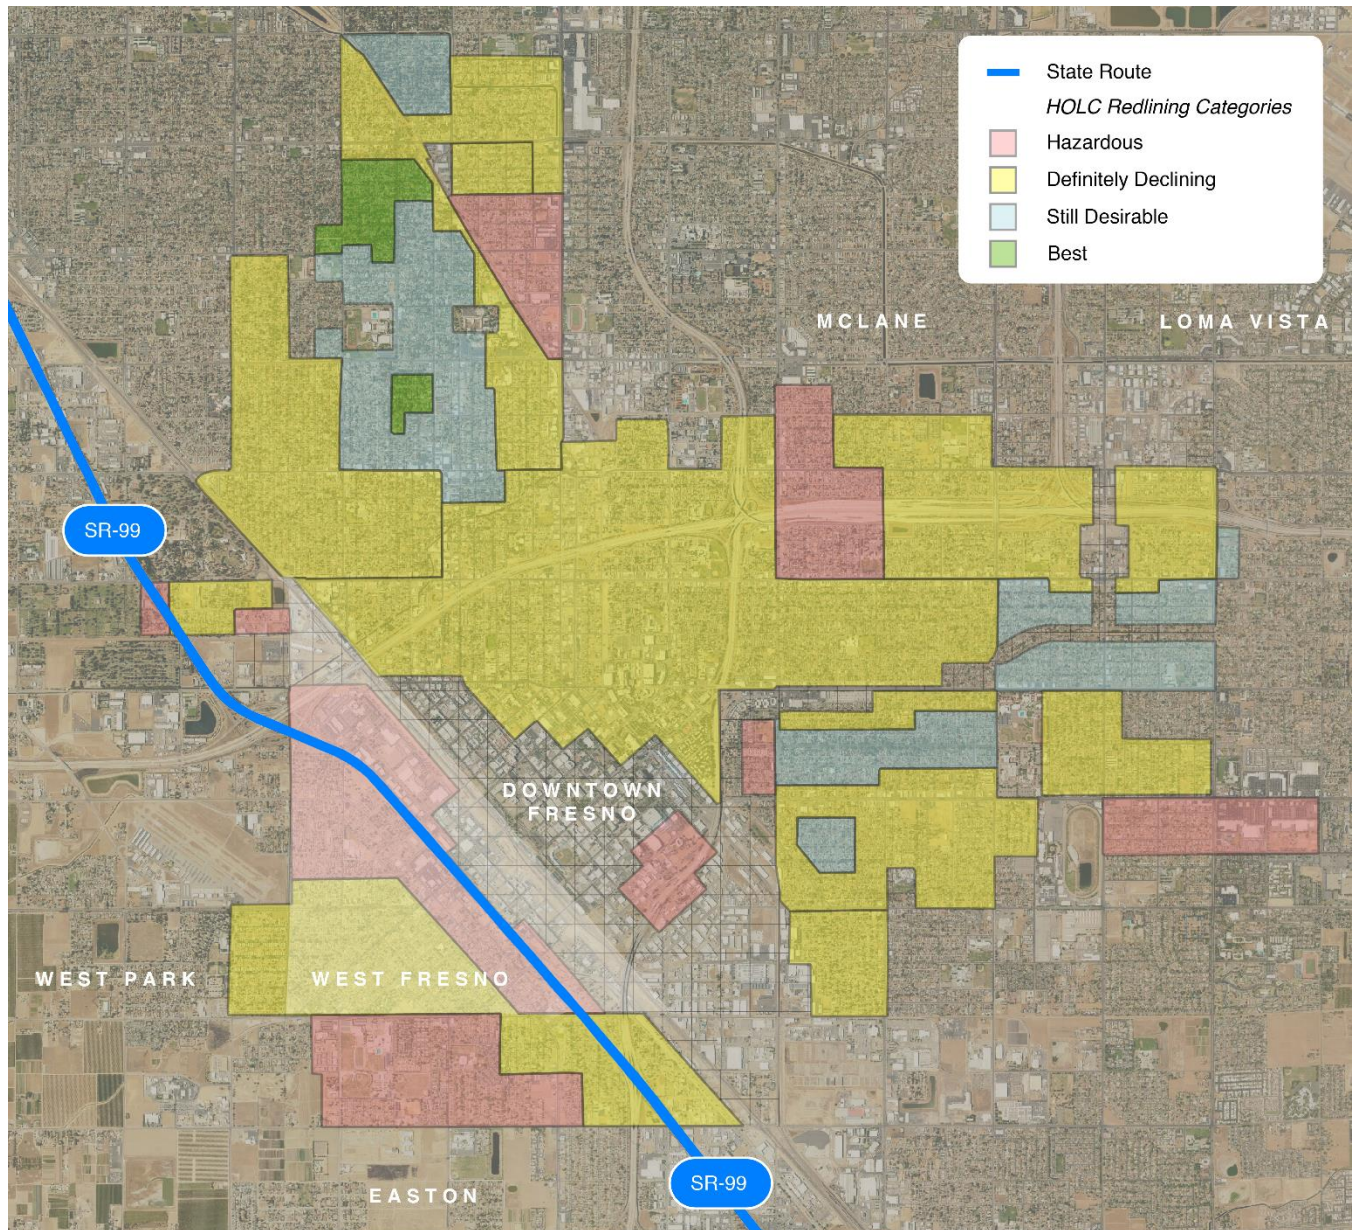 State Route
HOLC Redlining Categories
Hazardous
Definitely Declining
Still Desirable
Best
MCLANE
LOMA VISTA
SR-99
DOWNTOWN
FRESNO
WEST PARK
WEST FRESNO
SR-99
EASTON